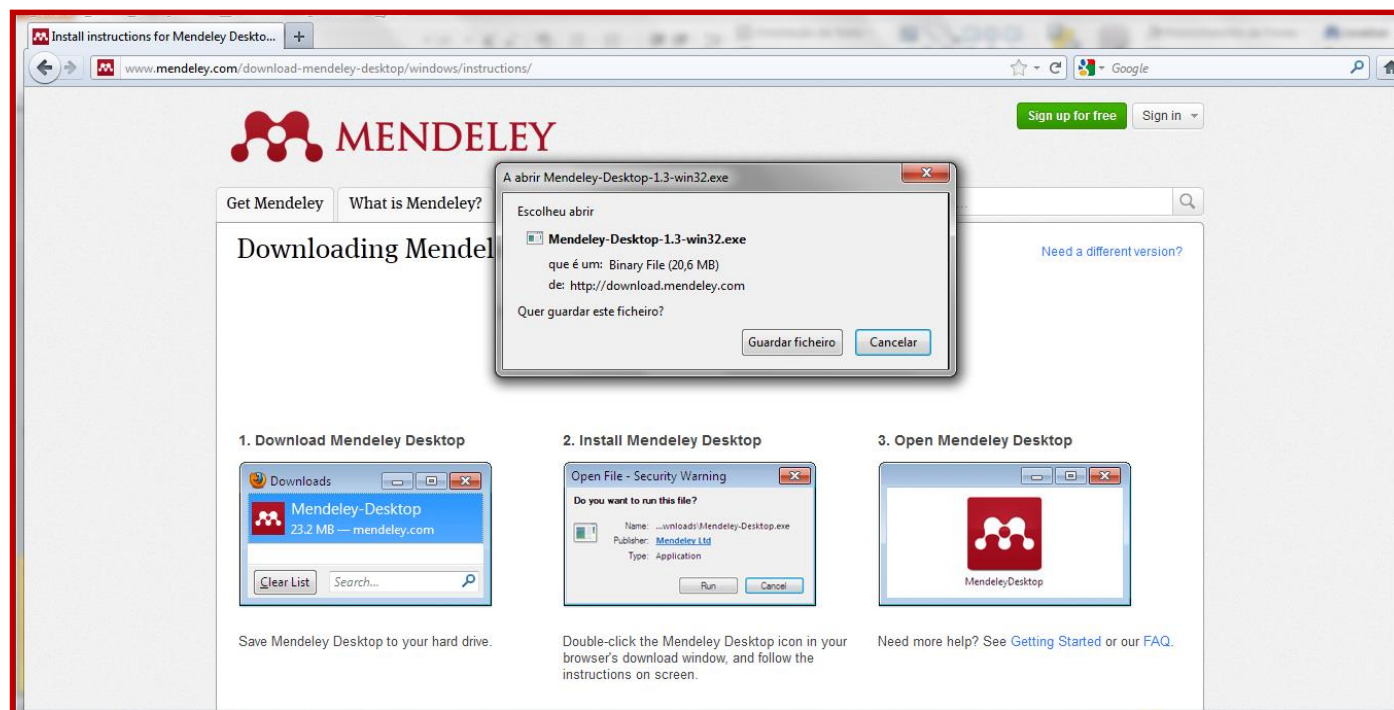 Install instructions for Mendeley Deskto...
www.mendeley.com/download-mendeley-desktop/windows/instructions/
Google
MENDELEY
Sign up for free
Sign in
Get Mendeley
What is Mendeley?
A abrir Mendeley-Desktop-1.3-win32.exe
Escolheu abrir
Mendeley-Desktop-1.3-win32.exe
que é um: Binary File (20,6 MB)
de: http://download.mendeley.com
Quer guardar este ficheiro?
Guardar ficheiro
Cancelar
Downloading Mendel
Need a different version?
1. Download Mendeley Desktop
Downloads
Mendeley-Desktop
23.2 MB — mendeley.com
Clear List
Search...
Save Mendeley Desktop to your hard drive.
2. Install Mendeley Desktop
Open File - Security Warning
Do you want to run this file?
Name: ...wnloads\Mendeley-Desktop.exe
Publisher: Mendeley Ltd
Type: Application
Run
Cancel
Double-click the Mendeley Desktop icon in your
browser's download window, and follow the
instructions on screen.
3. Open Mendeley Desktop
MendeleyDesktop
Need more help? See Getting Started or our FAQ.